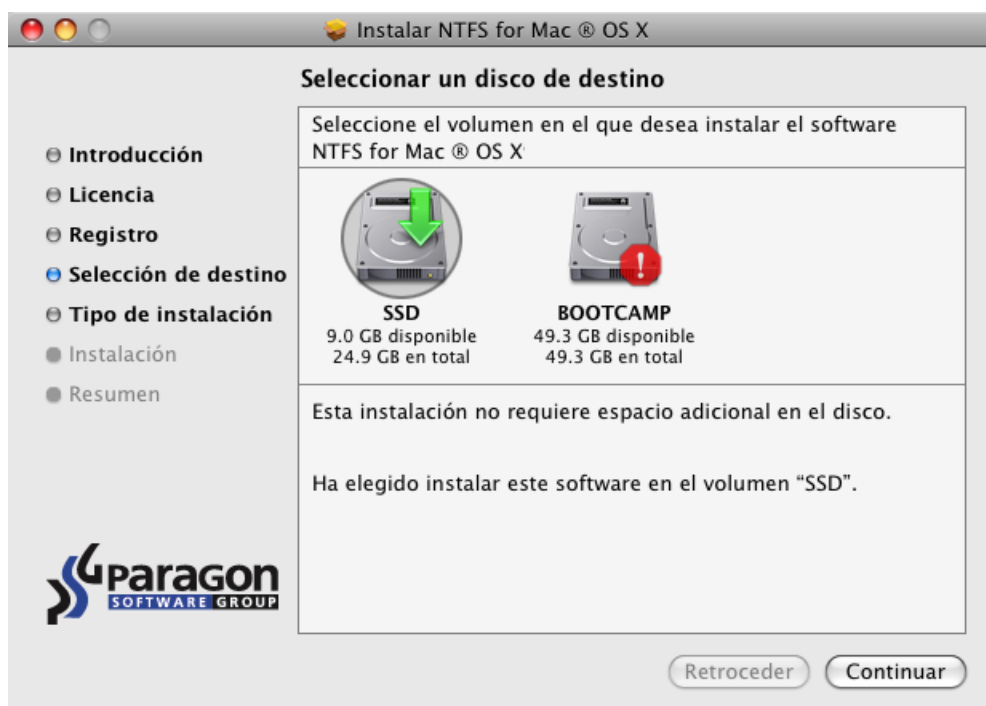 Instalar NTFS for Mac ® OS X
Seleccionar un disco de destino
Introducción
Licencia
Registro
Selección de destino
Tipo de instalación
Instalación
Resumen
Seleccione el volumen en el que desea instalar el software
NTFS for Mac ® OS X
SSD
9.0 GB disponible
24.9 GB en total
BOOTCAMP
49.3 GB disponible
49.3 GB en total
Esta instalación no requiere espacio adicional en el disco.
Ha elegido instalar este software en el volumen “SSD”.
Paragon
SOFTWARE GROUP
Retroceder
Continuar